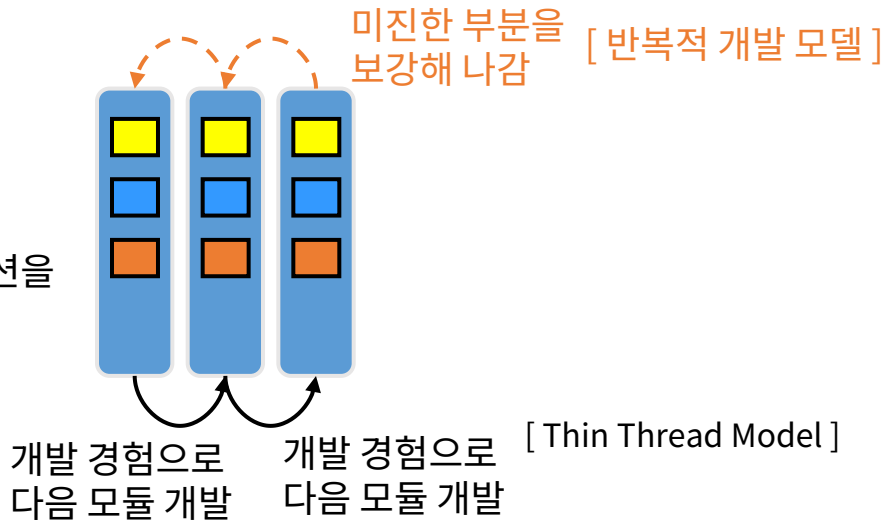 미진한 부분을
보강해 나감
[ 반복적 개발 모델 ]
션을
개발 경험으로
다음 모듈 개발
개발 경험으로
다음 모듈 개발
[ Thin Thread Model ]